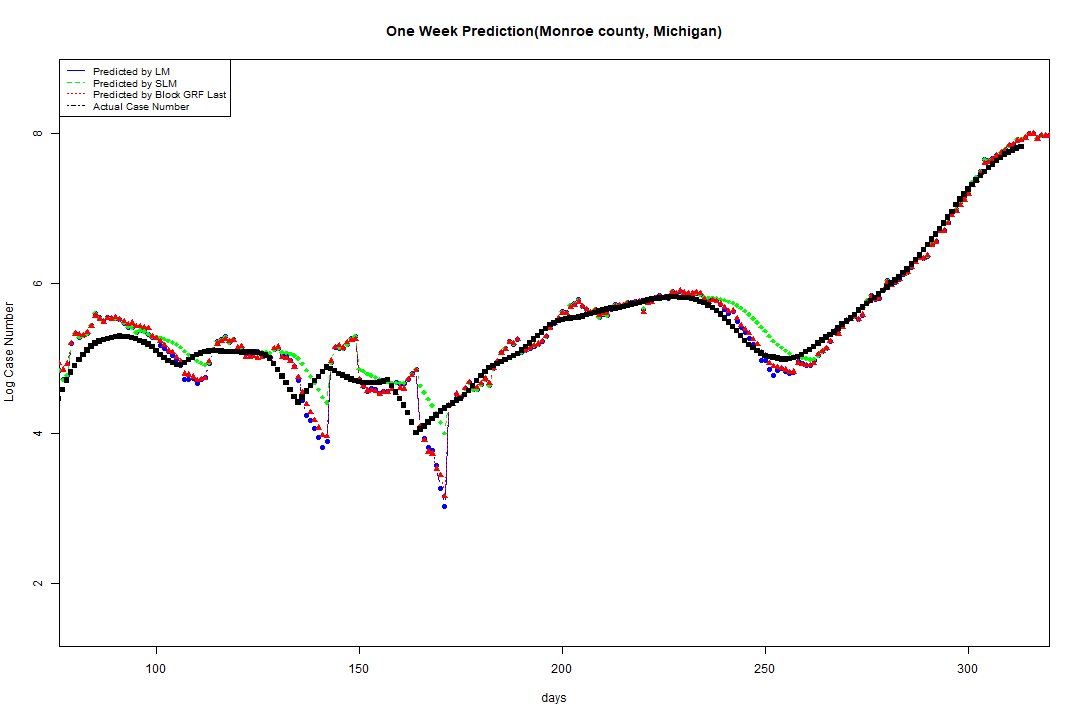 One Week Prediction(Monroe county, Michigan)
Predicted by LM
Predicted by SLM
Predicted by Block GRF Last
Actual Case Number
8
6
4
2
Log Case Number
100 150 200 250 300
days